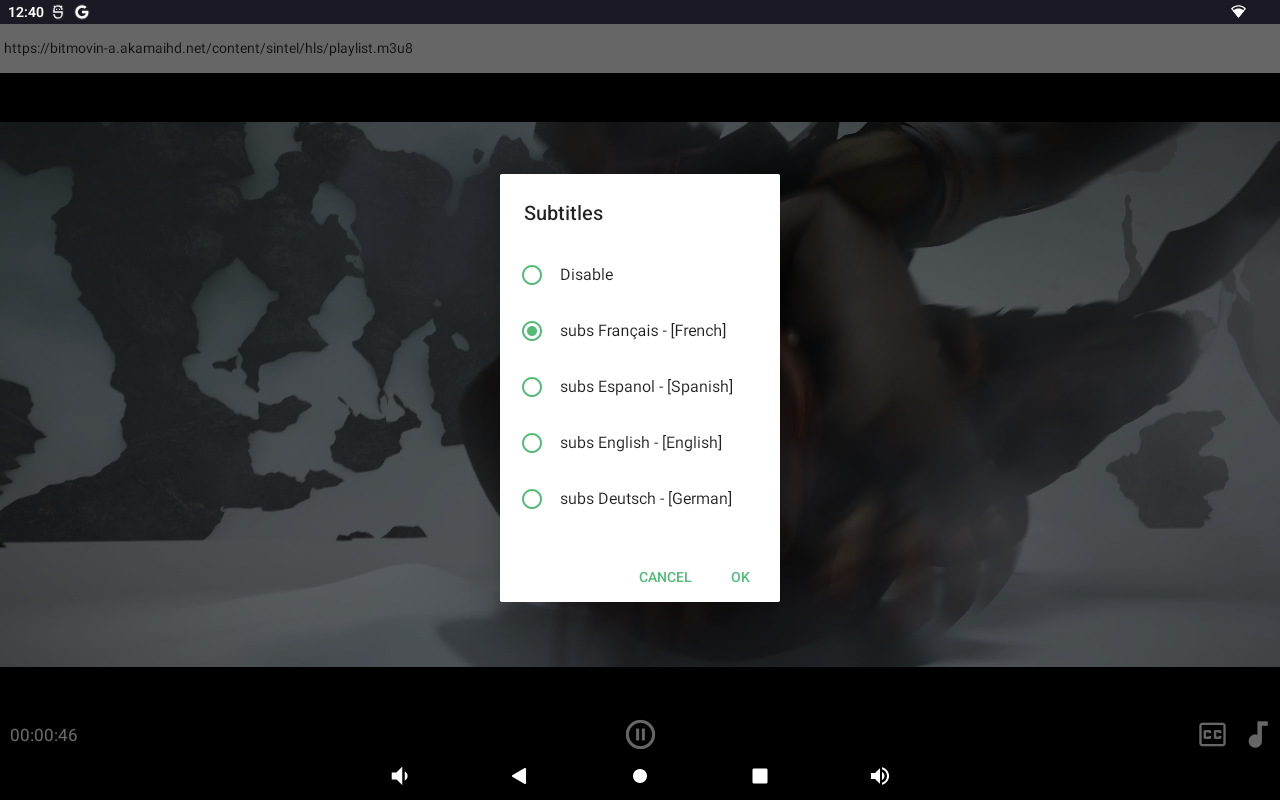 12:40
https://bitmovin-a.akamaihd.net/content/sintel/hls/playlist.m3u8
Subtitles
Disable
subs Français - [French]
subs Espanol - [Spanish]
subs English - [English]
subs Deutsch - [German]
CANCEL OK
00:00:46
CC